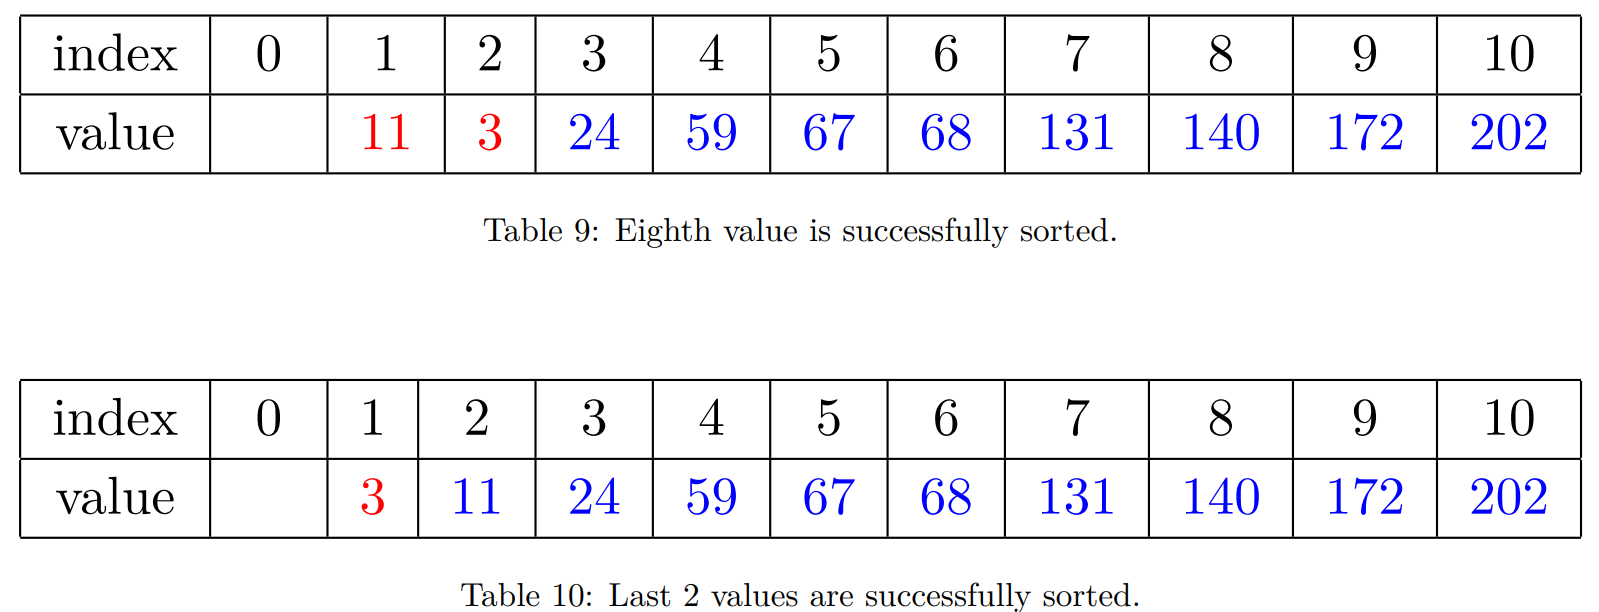 index 0 1 2 3 4 5 6 7 8 9 10
value 11 3 24 59 67 68 131 140 172 202
Table 9: Eighth value is successfully sorted.
index 0 1 2 3 4 5 6 7 8 9 10
value 3 11 24 59 67 68 131 140 172 202
Table 10: Last 2 values are successfully sorted.